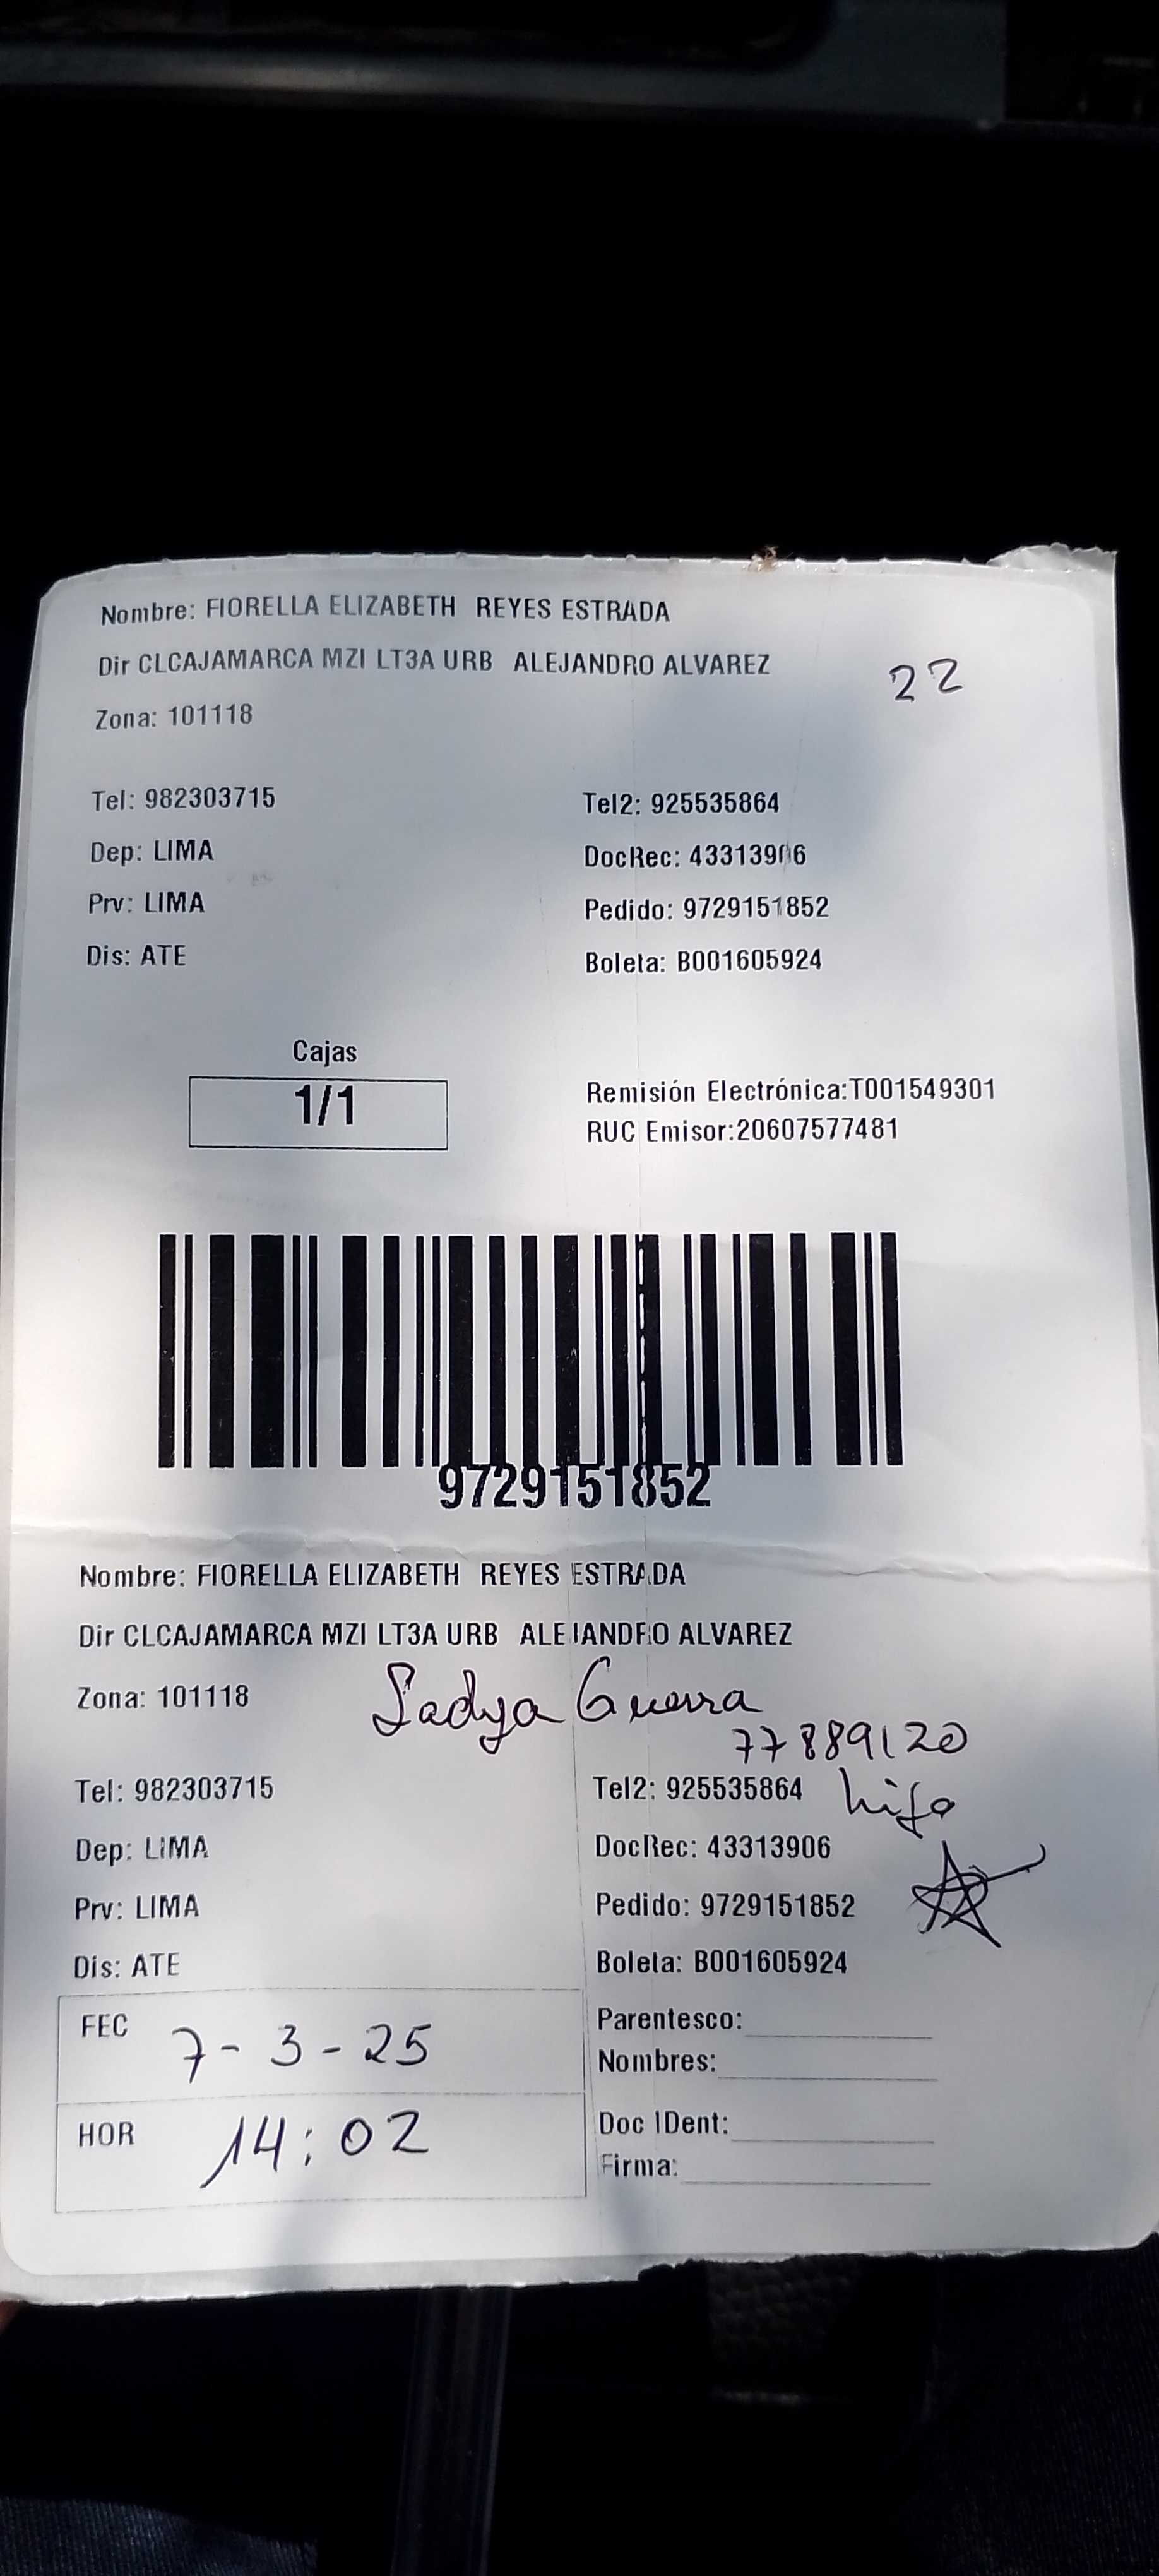 Nombre: FIORELLA ELIZABETH REYES ESTRADA
Dir CLCAJAMARCA MZI LT3A URB ALEJANDRO ALVAREZ
22
Zona: 101118
Tel: 982303715 Tel2: 925535864
Dep: LIMA DocRec: 43313906
Prv: LIMA Pedido: 9729151852
Dis: ATE Boleta: B001605924
Cajas
1/1
Remisión Electrónica:T001549301
RUC Emisor:20607577481
9729151852
Nombre: FIORELLA ELIZABETH REYES ESTRADA
Dir CLCAJAMARCA MZI LT3A URB ALEJANDRO ALVAREZ
Zona: 101118 Ladya Guerra
77889120
Tel: 982303715 Tel2: 925535864 hija
Dep: LIMA DocRec: 43313906
Prv: LIMA Pedido: 9729151852
Dis: ATE Boleta: B001605924
FEC 7-3-25 Parentesco:
Nombres:
HOR 14:02 Doc IDent:
Firma: